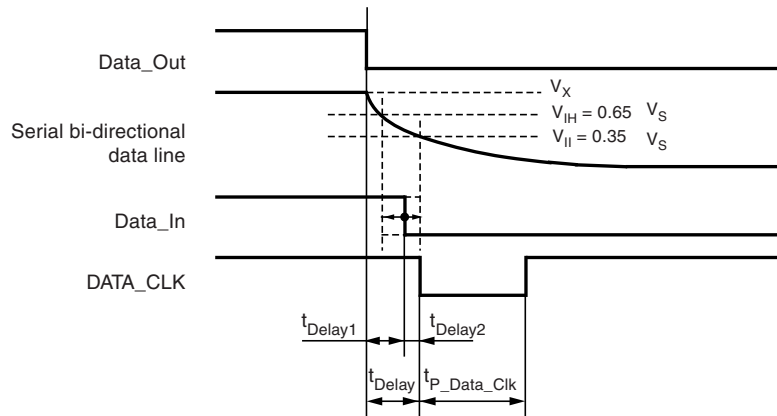 Data_Out
V_X
V_IH = 0.65 V_S
V_Il = 0.35 V_S
Serial bi-directional
data line
Data_In
DATA_CLK
t_Delay1
t_Delay2
t_Delay
t_P_Data_Clk